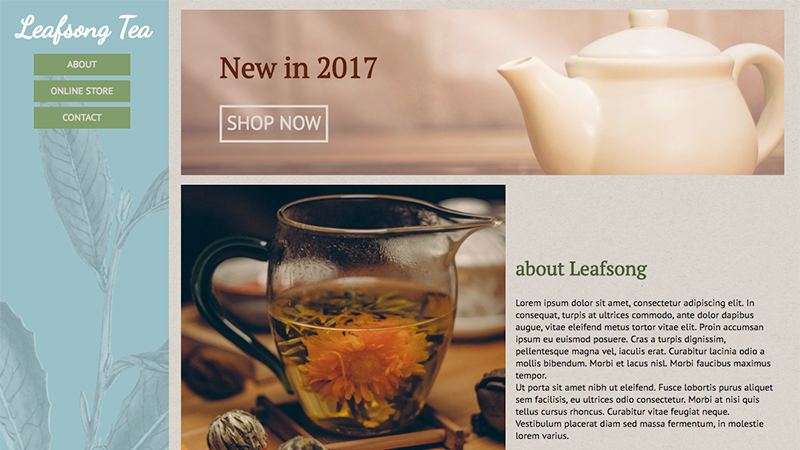 Leafsong Tea
ABOUT
ONLINE STORE
CONTACT
New in 2017
SHOP NOW
about Leafsong
Lorem ipsum dolor sit amet, consectetur adipiscing elit. In
consequat, turpis at ultrices commodo, ante dolor dapibus
augue, vitae eleifend metus tortor vitae elit. Proin accumsan
ipsum eu euismod posuere. Cras a turpis dignissim,
pellentesque magna vel, iaculis erat. Curabitur lacinia odio a
mollis bibendum. Morbi et lacus nisl. Morbi faucibus maximus
tempor.
Ut porta sit amet nibh ut eleifend. Fusce lobortis purus aliquet
sem facilisis, eu ultrices odio consectetur. Morbi at nisi quis
tellus cursus rhoncus. Curabitur vitae feugiat neque.
Vestibulum placerat diam sed massa fermentum, in molestie
lorem varius.